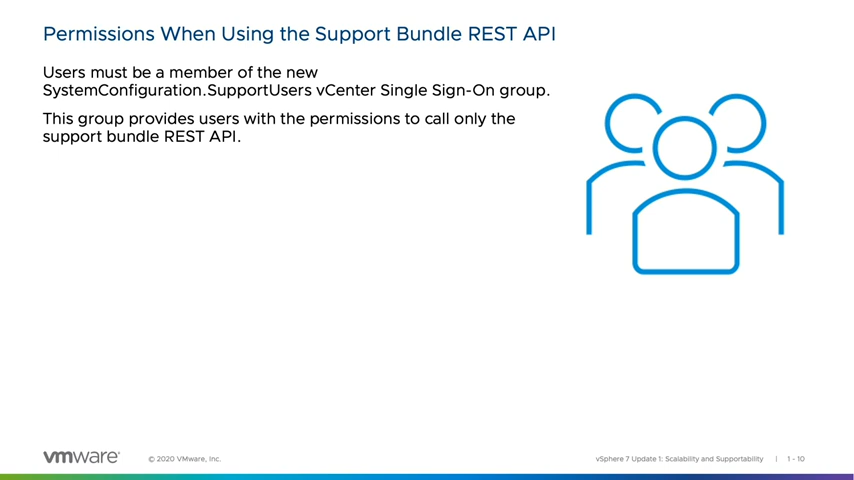 Permissions When Using the Support Bundle REST API
Users must be a member of the new
SystemConfiguration.SupportUsers vCenter Single Sign-On group.
This group provides users with the permissions to call only the
support bundle REST API.
vmware®
© 2020 VMware, Inc.
vSphere 7 Update 1: Scalability and Supportability | 1 - 10